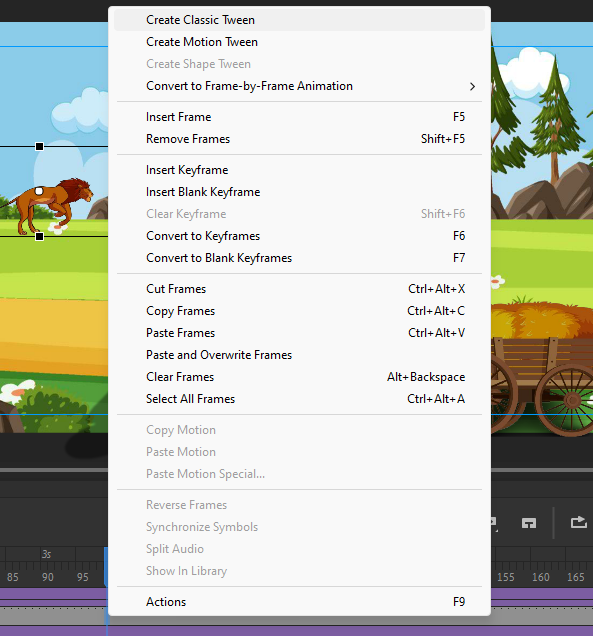 Create Classic Tween
Create Motion Tween
Create Shape Tween
Convert to Frame-by-Frame Animation
Insert Frame F5
Remove Frames Shift+F5
Insert Keyframe
Insert Blank Keyframe
Clear Keyframe Shift+F6
Convert to Keyframes F6
Convert to Blank Keyframes F7
Cut Frames Ctrl+Alt+X
Copy Frames Ctrl+Alt+C
Paste Frames Ctrl+Alt+V
Paste and Overwrite Frames
Clear Frames Alt+Backspace
Select All Frames Ctrl+Alt+A
Copy Motion
Paste Motion
Paste Motion Special...
Reverse Frames
Synchronize Symbols
Split Audio
Show In Library
Actions F9
3s
85 90 95 155 160 165